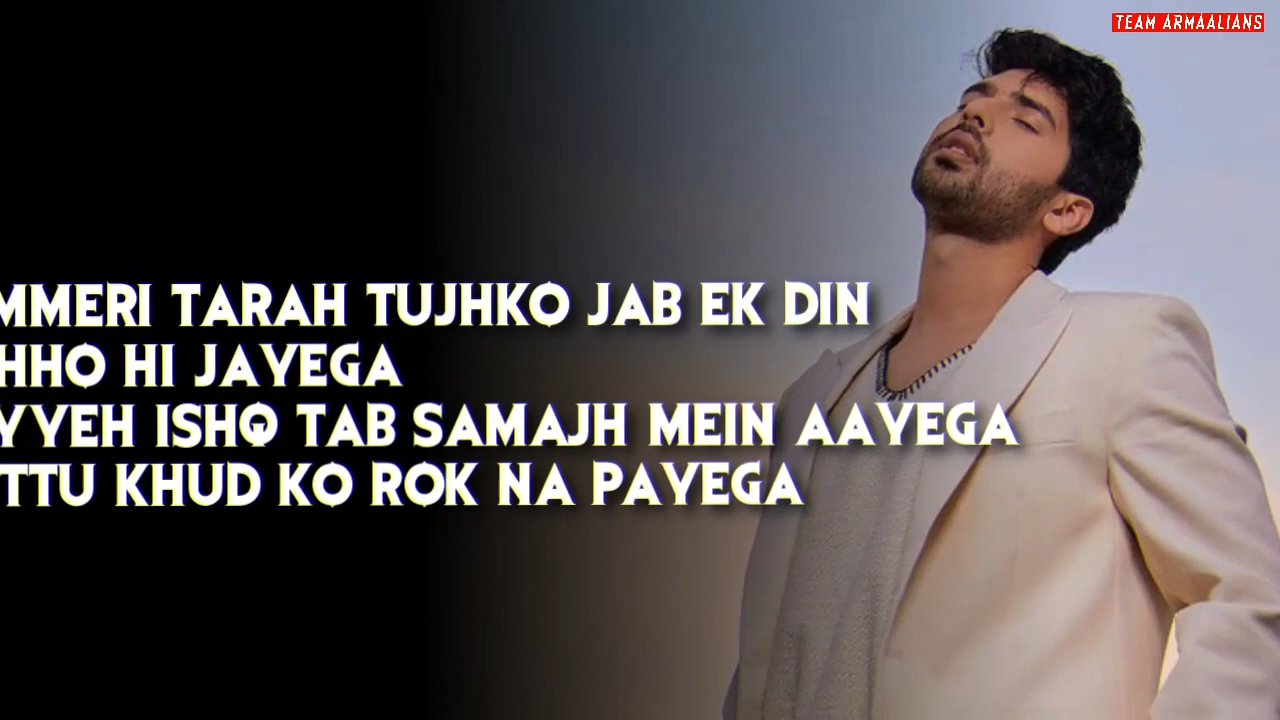 TEAM ARMAALIANS
MMERI TARAH TUJHKO JAB EK DIN
HHO HI JAYEGA
YYEH ISHQ TAB SAMAJH MEIN AAYEGA
TTU KHUD KO ROK NA PAYEGA